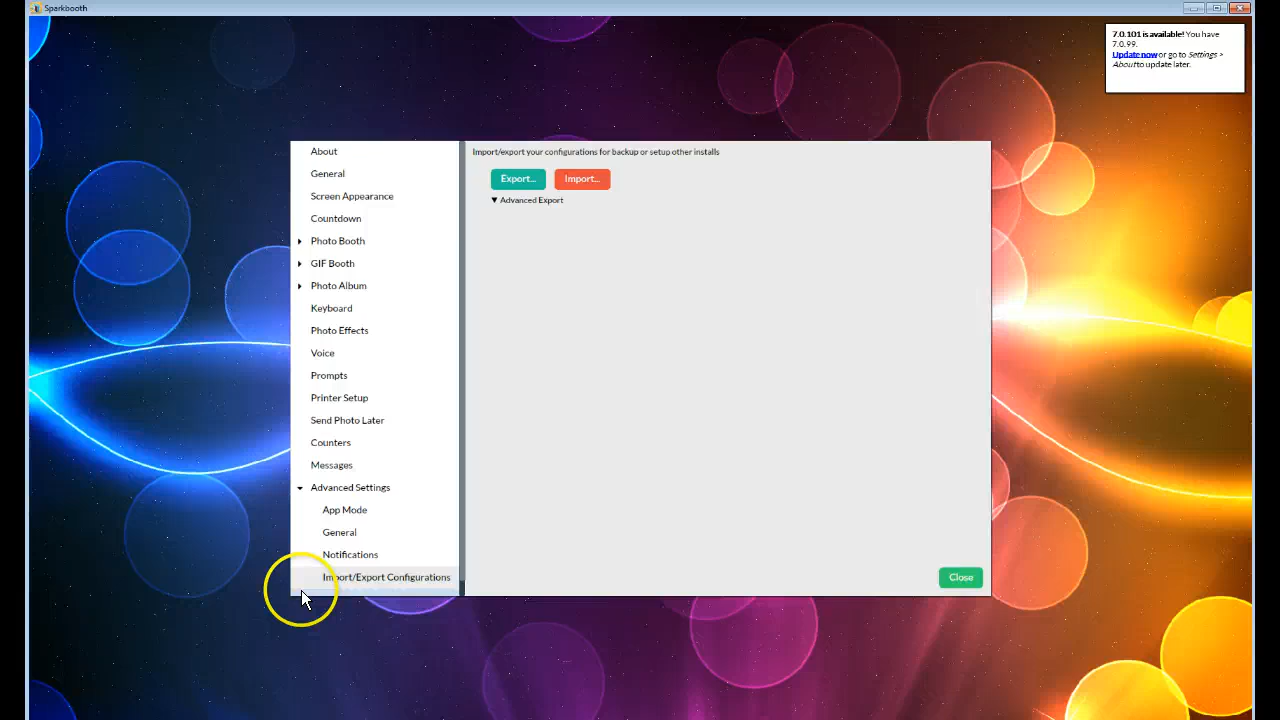 Sparkbooth
7.0.101 is available! You have
7.0.99.
Update now or go to Settings >
About to update later.
About
General
Screen Appearance
Countdown
Photo Booth
GIF Booth
Photo Album
Keyboard
Photo Effects
Voice
Prompts
Printer Setup
Send Photo Later
Counters
Messages
Advanced Settings
App Mode
General
Notifications
Import/Export Configurations
Import/export your configurations for backup or setup other installs
Export... Import...
Advanced Export
Close